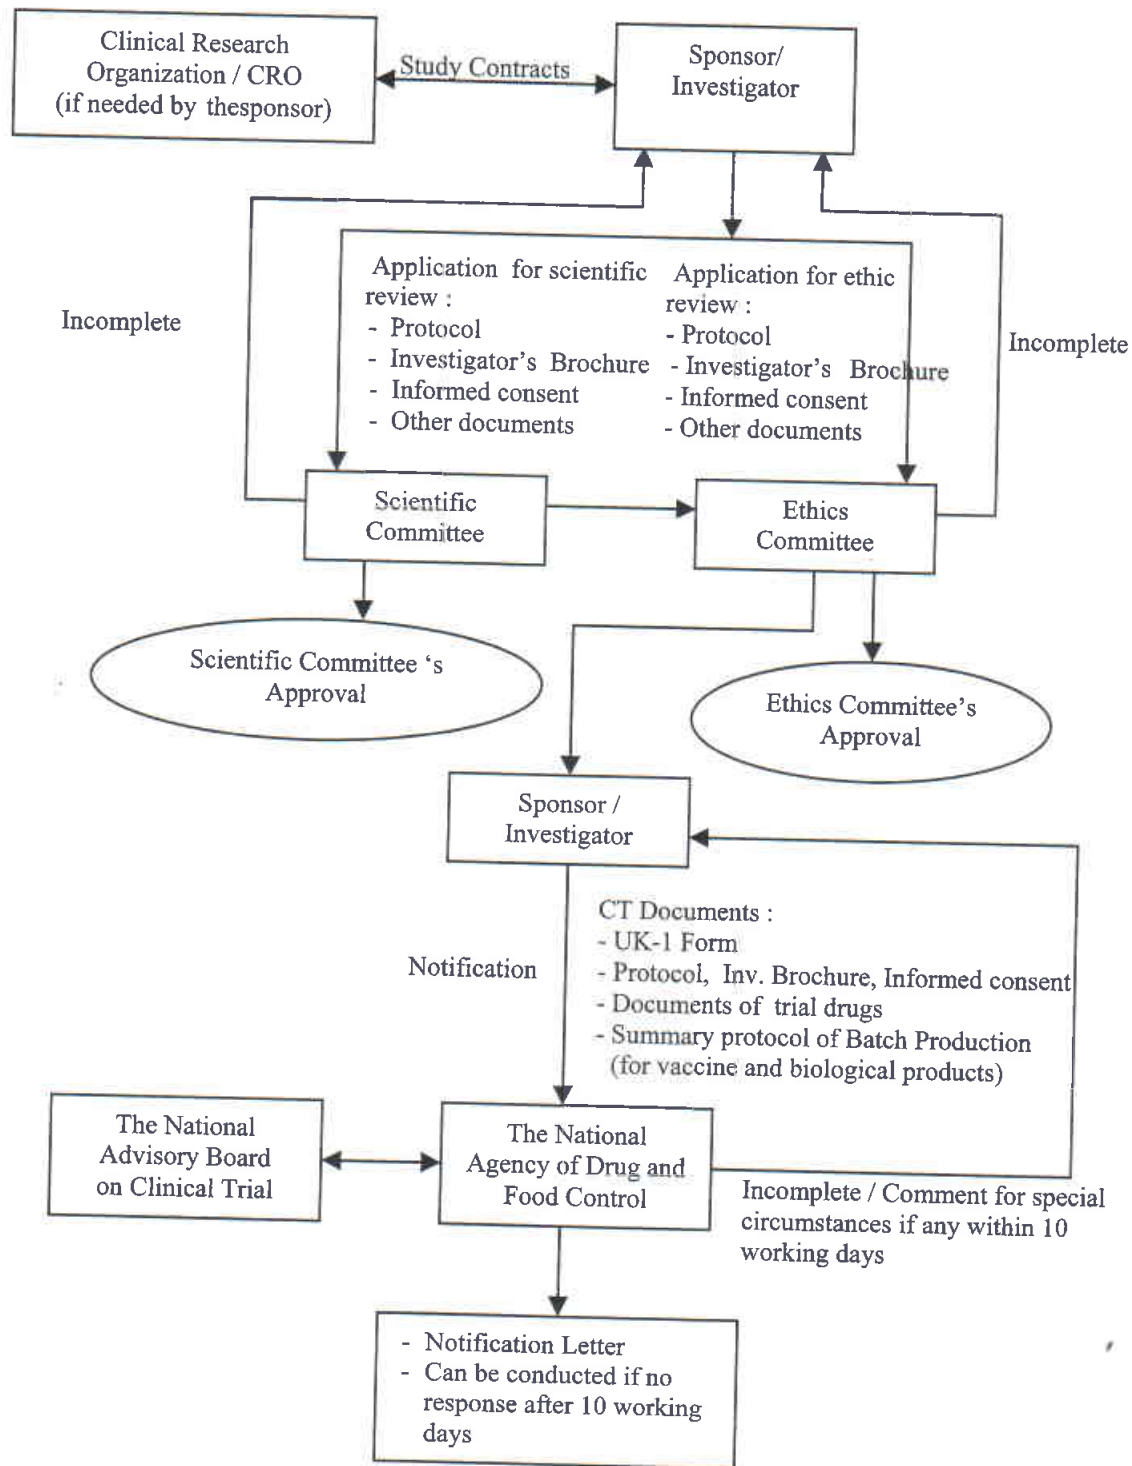 Clinical Research
Organization / CRO
(if needed by thesponsor)
Study Contracts
Sponsor/
Investigator
Incomplete
Application for scientific
review :
- Protocol
- Investigator's Brochure
- Informed consent
- Other documents
Application for ethic
review :
- Protocol
- Investigator's Brochure
- Informed consent
- Other documents
Incomplete
Scientific
Committee
Ethics
Committee
Scientific Committee ‘s
Approval
Ethics Committee's
Approval
Sponsor /
Investigator
Notification
CT Documents :
- UK-1 Form
- Protocol, Inv. Brochure, Informed consent
- Documents of trial drugs
- Summary protocol of Batch Production
(for vaccine and biological products)
The National
Advisory Board
on Clinical Trial
The National
Agency of Drug and
Food Control
Incomplete / Comment for special
circumstances if any within 10
working days
- Notification Letter
- Can be conducted if no
response after 10 working
days